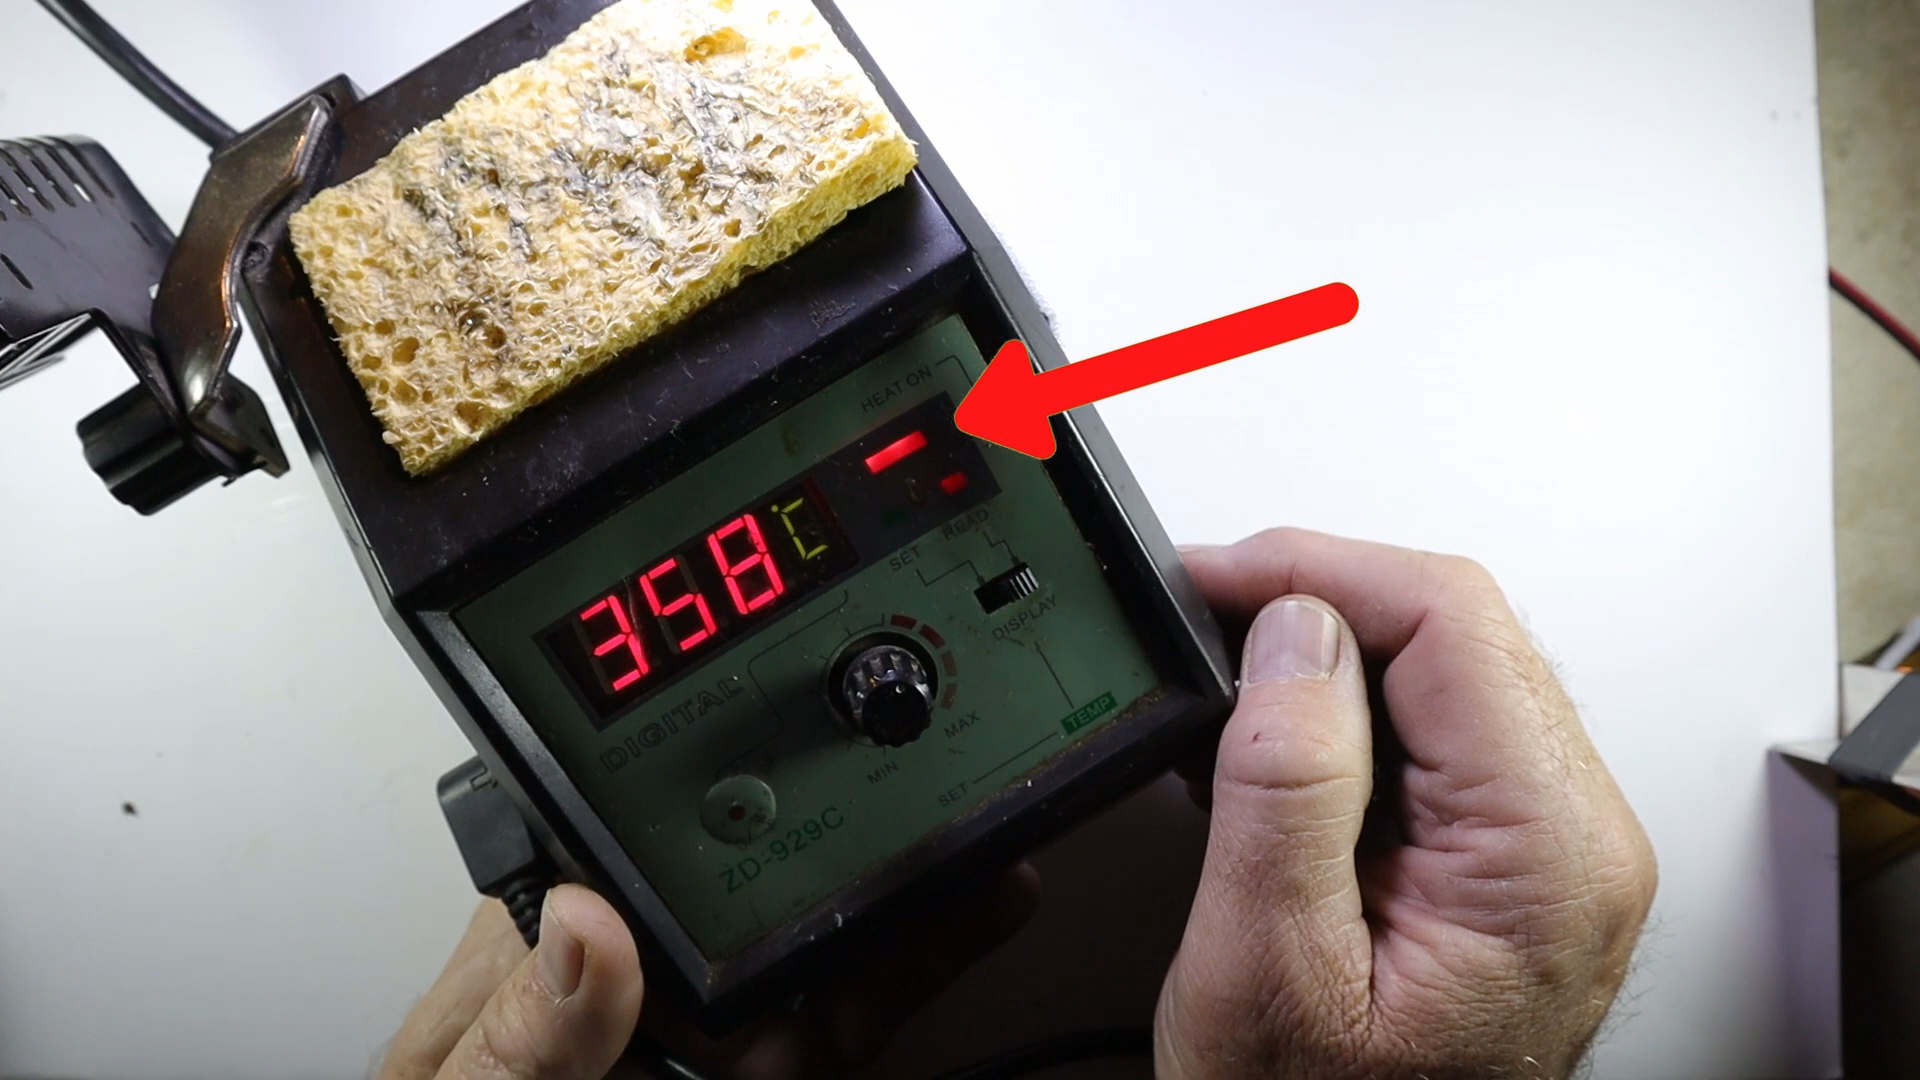 HEAT ON
358°C
SET
READ
DISPLAY
DIGITAL
MAX
MIN
TEMP
SET
ZD-929C